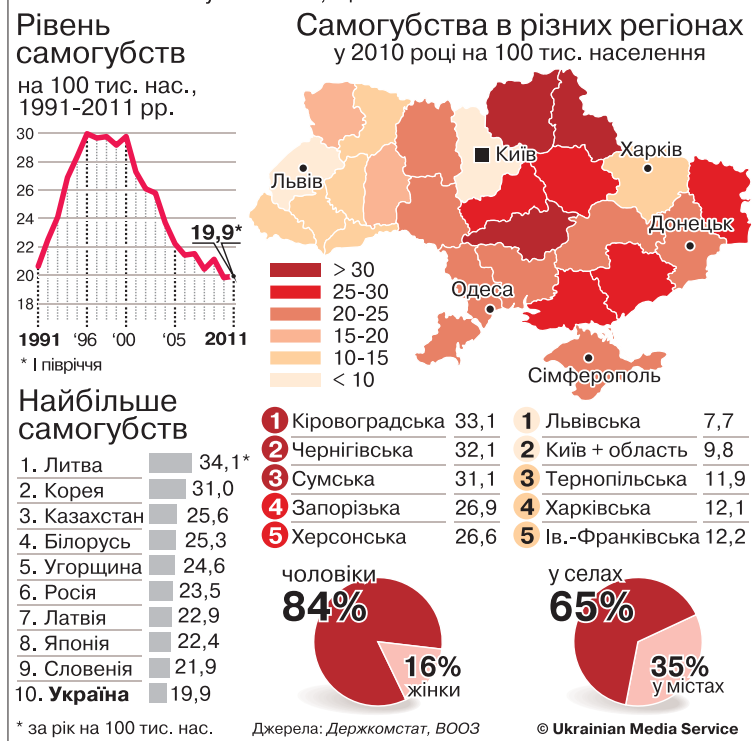 Рівень
самогубств
на 100 тис. нас.,
1991-2011 рр.
30
28
26
24
22
20
18
19,9*
1991 '96 '00 '05 2011
* І півріччя
Самогубства в різних регіонах
у 2010 році на 100 тис. населення
Київ
Харків
Львів
Донецьк
Одеса
Сімферополь
> 30
25-30
20-25
15-20
10-15
< 10
1 Кіровоградська 33,1
2 Чернігівська 32,1
3 Сумська 31,1
4 Запорізька 26,9
5 Херсонська 26,6
1 Львівська 7,7
2 Київ + область 9,8
3 Тернопільська 11,9
4 Харківська 12,1
5 Ів.-Франківська 12,2
Найбільше
самогубств
1. Литва 34,1*
2. Корея 31,0
3. Казахстан 25,6
4. Білорусь 25,3
5. Угорщина 24,6
6. Росія 23,5
7. Латвія 22,9
8. Японія 22,4
9. Словенія 21,9
10. Україна 19,9
* за рік на 100 тис. нас.
чоловіки
84%
16%
жінки
у селах
65%
35%
у містах
Джерела: Держкомстат, ВООЗ
© Ukrainian Media Service